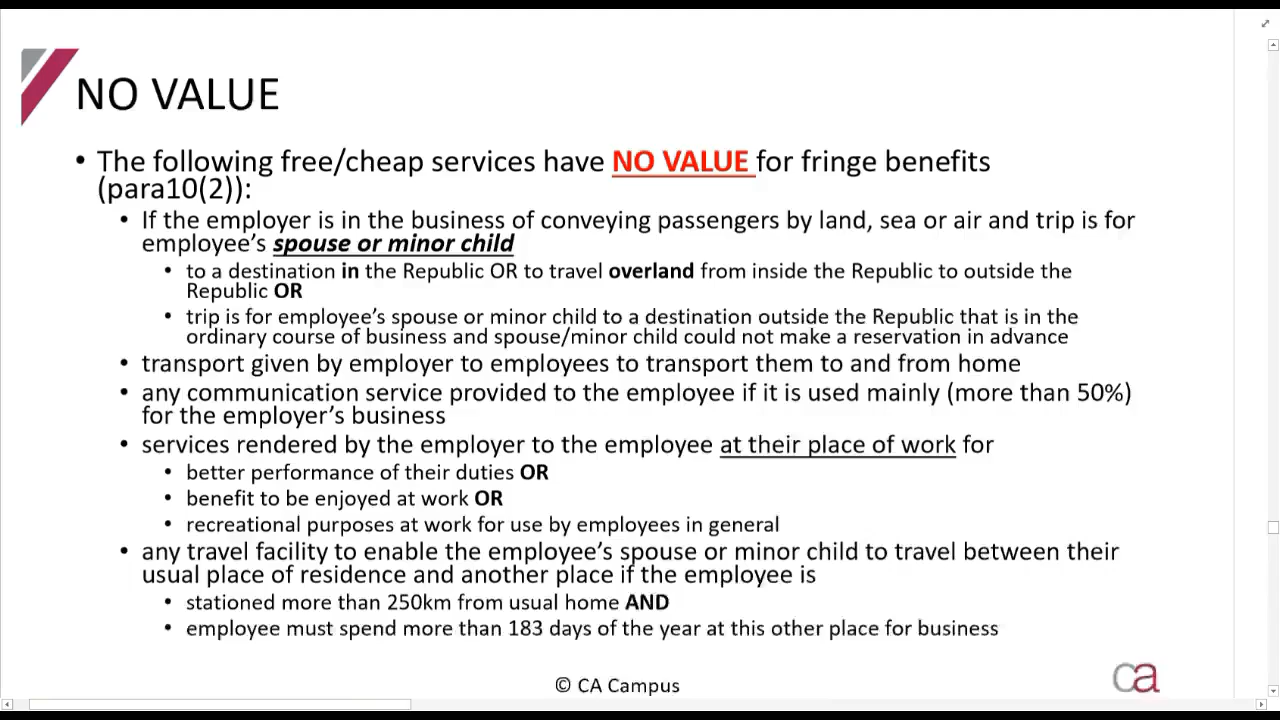 NO VALUE
• The following free/cheap services have NO VALUE for fringe benefits
(para10(2)):
• If the employer is in the business of conveying passengers by land, sea or air and trip is for
employee's spouse or minor child
• to a destination in the Republic OR to travel overland from inside the Republic to outside the
Republic OR
• trip is for employee's spouse or minor child to a destination outside the Republic that is in the
ordinary course of business and spouse/minor child could not make a reservation in advance
• transport given by employer to employees to transport them to and from home
• any communication service provided to the employee if it is used mainly (more than 50%)
for the employer's business
• services rendered by the employer to the employee at their place of work for
• better performance of their duties OR
• benefit to be enjoyed at work OR
• recreational purposes at work for use by employees in general
• any travel facility to enable the employee's spouse or minor child to travel between their
usual place of residence and another place if the employee is
• stationed more than 250km from usual home AND
• employee must spend more than 183 days of the year at this other place for business
© CA Campus
ca